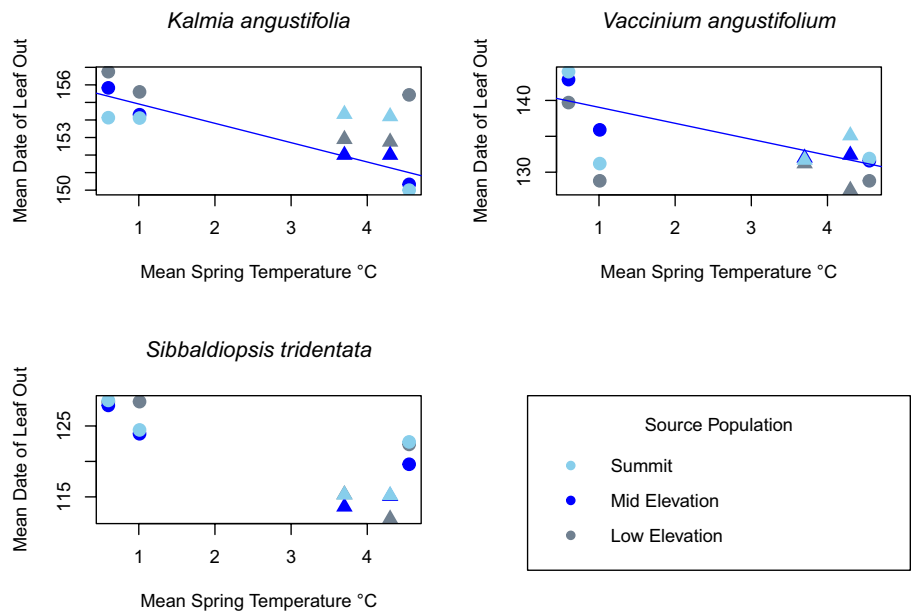 Kalmia angustifolia
Mean Date of Leaf Out
156
153
150
1 2 3 4
Mean Spring Temperature °C
Vaccinium angustifolium
Mean Date of Leaf Out
140
130
1 2 3 4
Mean Spring Temperature °C
Sibbaldiopsis tridentata
Mean Date of Leaf Out
125
115
1 2 3 4
Mean Spring Temperature °C
Source Population
Summit
Mid Elevation
Low Elevation